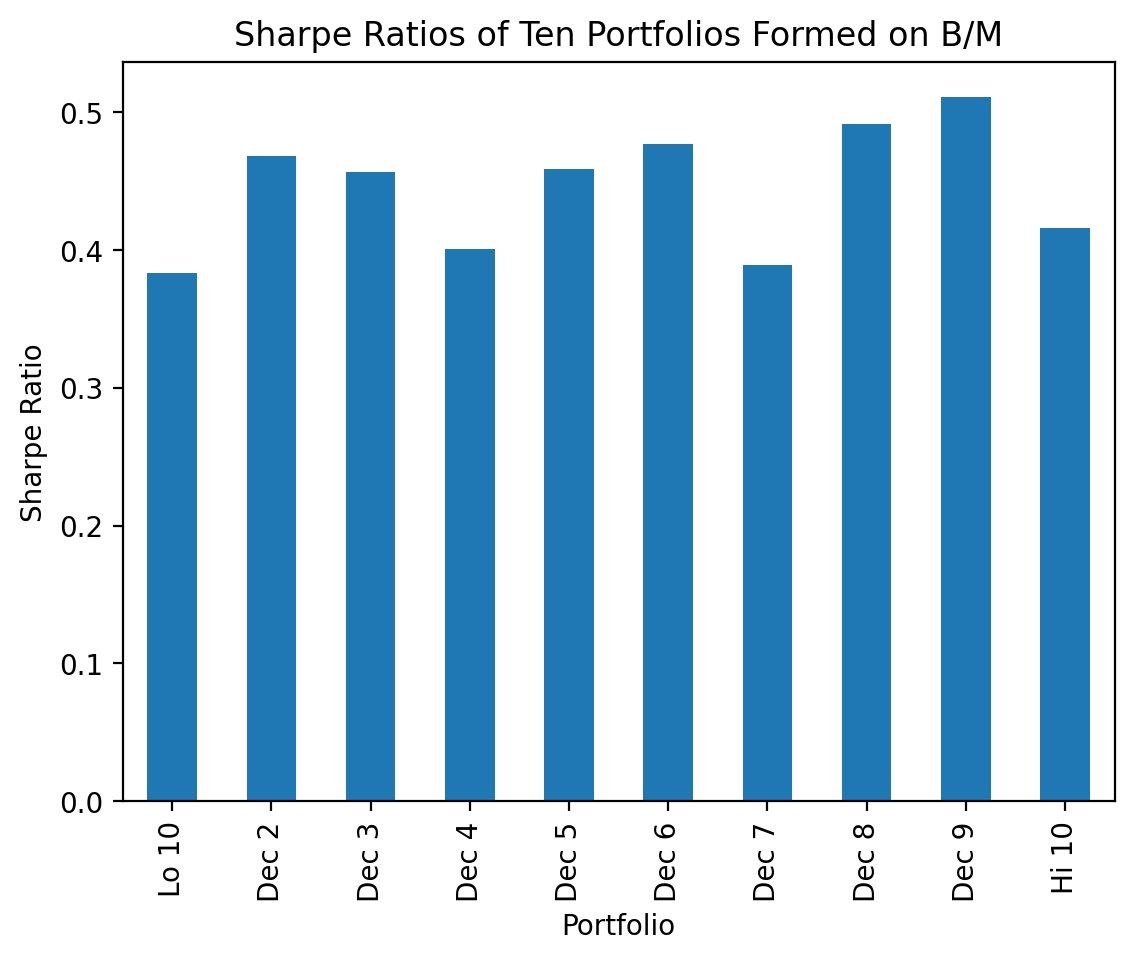 Sharpe Ratios of Ten Portfolios Formed on B/M
Sharpe Ratio
0.5
0.4
0.3
0.2
0.1
0.0
Lo 10
Dec 2
Dec 3
Dec 4
Dec 5
Dec 6
Dec 7
Dec 8
Dec 9
Hi 10
Portfolio